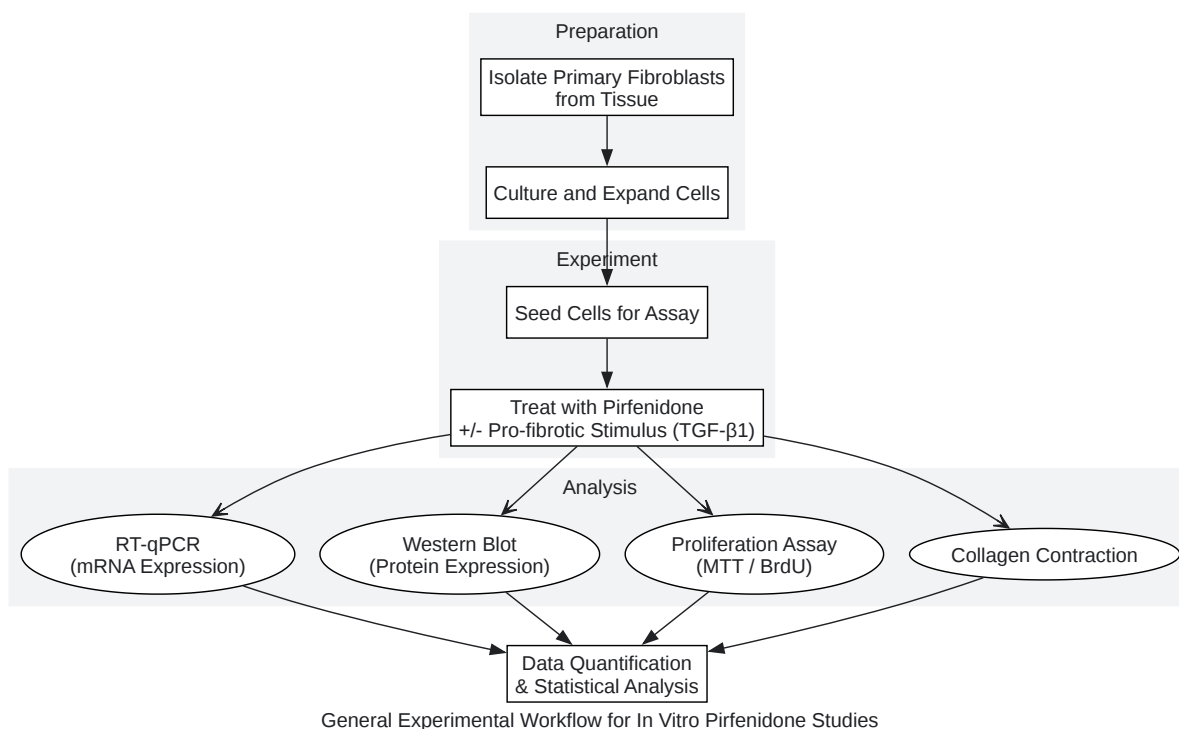 Preparation
Isolate Primary Fibroblasts
from Tissue
Culture and Expand Cells
Experiment
Seed Cells for Assay
Treat with Pirfenidone
+/- Pro-fibrotic Stimulus (TGF-β1)
Analysis
RT-qPCR
(mRNA Expression)
Western Blot
(Protein Expression)
Proliferation Assay
(MTT / BrdU)
Collagen Contraction
Data Quantification
& Statistical Analysis
General Experimental Workflow for In Vitro Pirfenidone Studies